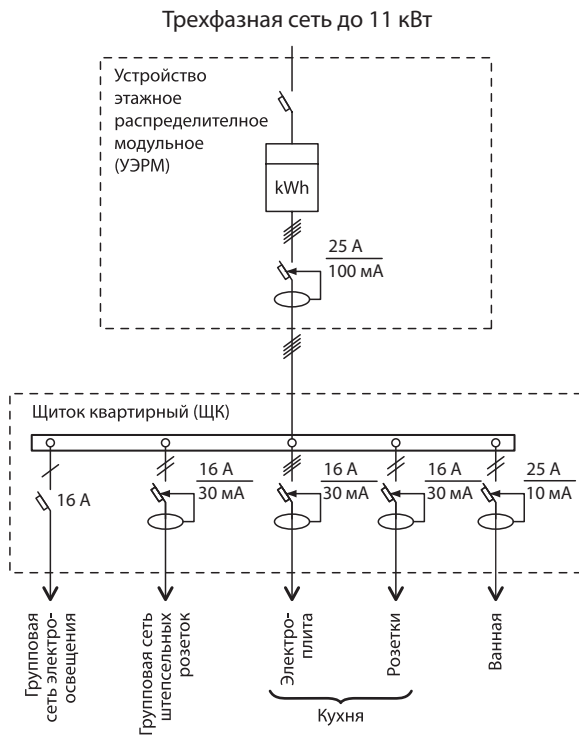 Трехфазная сеть до 11 кВт
Устройство
этажное
распределителное
модульное
(УЭРМ)
kWh
25 А
100 мА
Щиток квартирный (ЩК)
16 А
16 А
30 мА
16 А
30 мА
16 А
30 мА
25 А
10 мА
Групповая
сеть электро-
освещения
Групповая сеть
штепсельных
розеток
Электро-
плита
Розетки
Ванная
Кухня